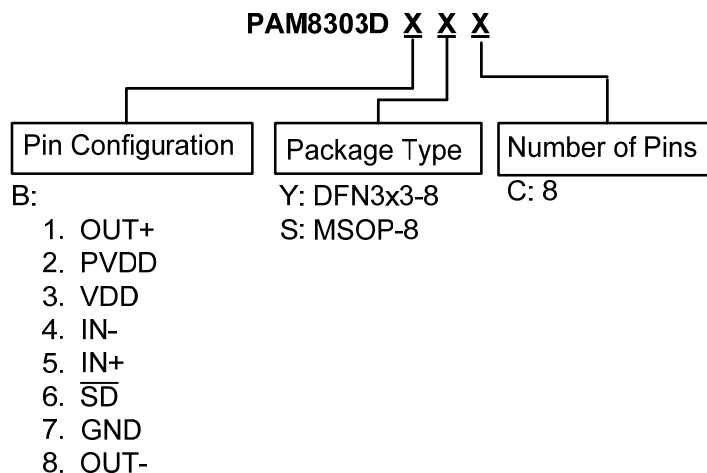 PAM8303D X X X
Pin Configuration
Package Type
Number of Pins
B:
1. OUT+
2. PVDD
3. VDD
4. IN-
5. IN+
6. S̅D̅
7. GND
8. OUT-
Y: DFN3x3-8
S: MSOP-8
C: 8